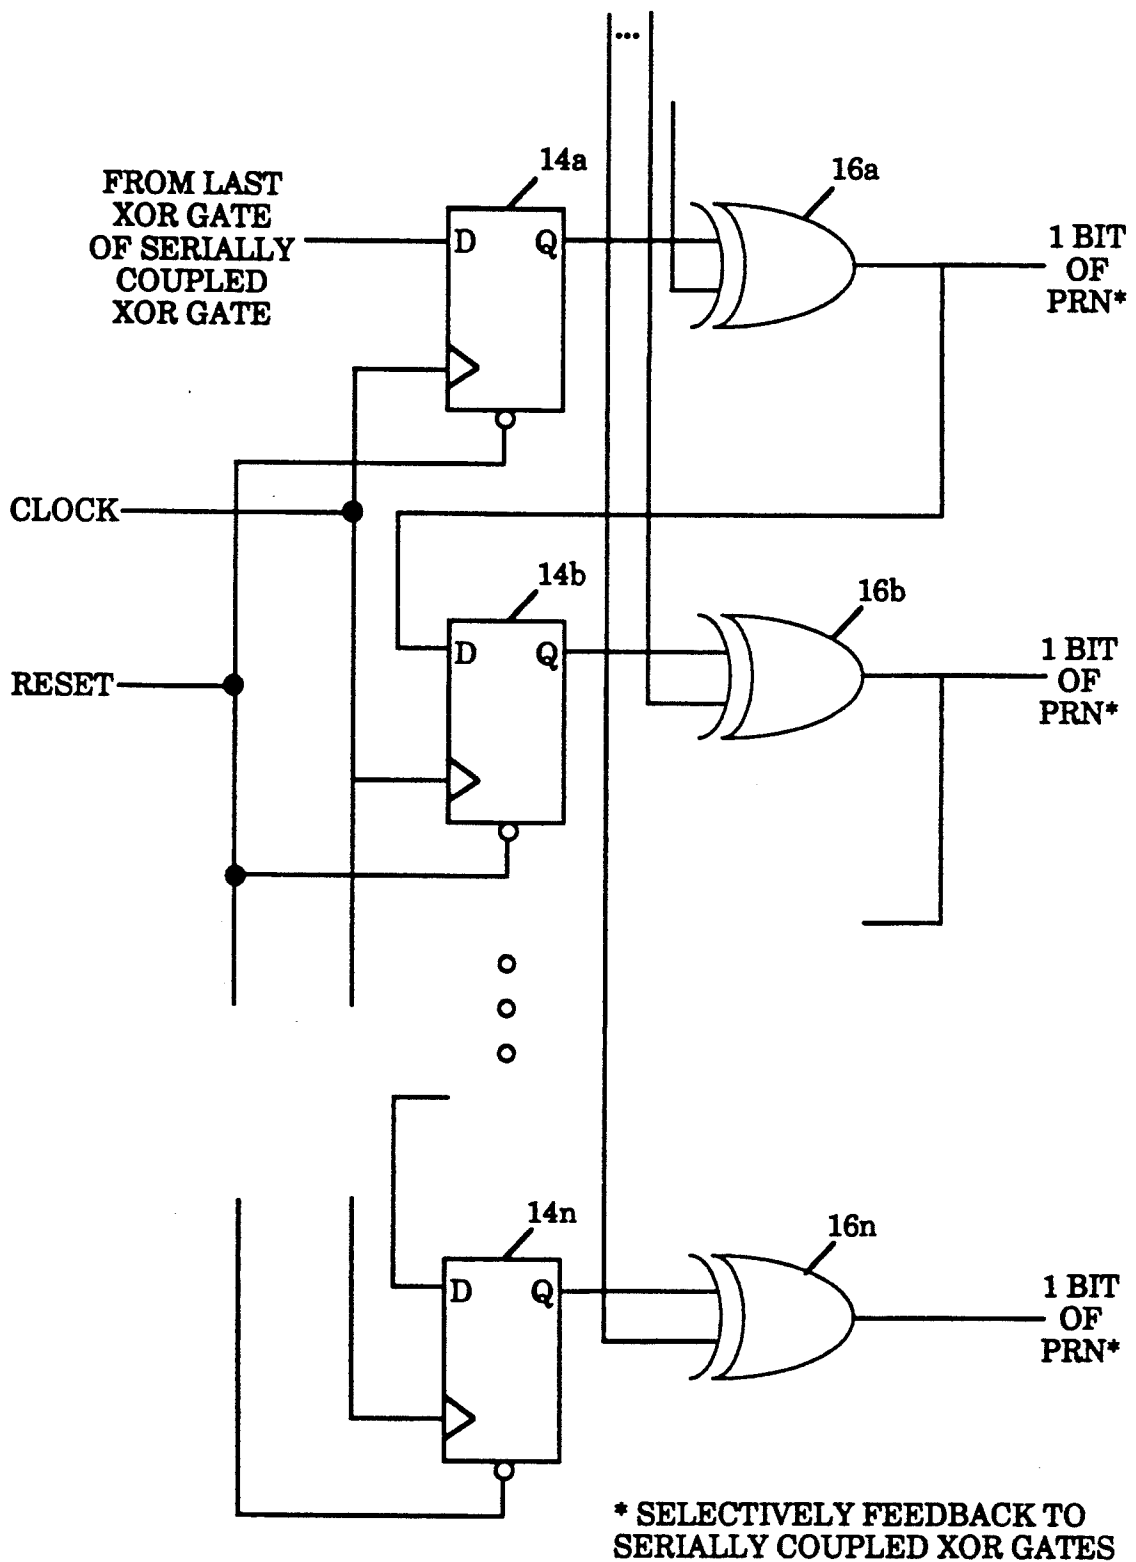 ...
14a
16a
FROM LAST
XOR GATE
OF SERIALLY
COUPLED
XOR GATE
D
Q
1 BIT
OF
PRN*
CLOCK
14b
16b
RESET
D
Q
1 BIT
OF
PRN*
14n
16n
D
Q
1 BIT
OF
PRN*
* SELECTIVELY FEEDBACK TO
SERIALLY COUPLED XOR GATES